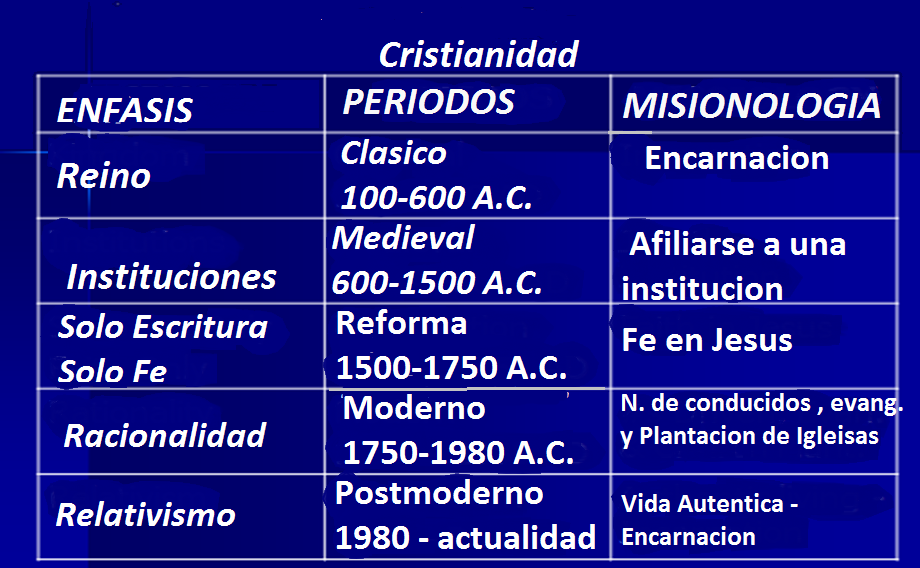 Cristianidad
ENFASIS PERIODOS MISIONOLOGIA
Reino
Clasico
100-600 A.C.
Encarnacion
Instituciones
Medieval
600-1500 A.C.
Afiliarse a una
institucion
Solo Escritura
Solo Fe
Reforma
1500-1750 A.C.
Fe en Jesus
Racionalidad
Moderno
1750-1980 A.C.
N. de conducidos , evang.
y Plantacion de Igleisas
Relativismo
Postmoderno
1980 - actualidad
Vida Autentica -
Encarnacion